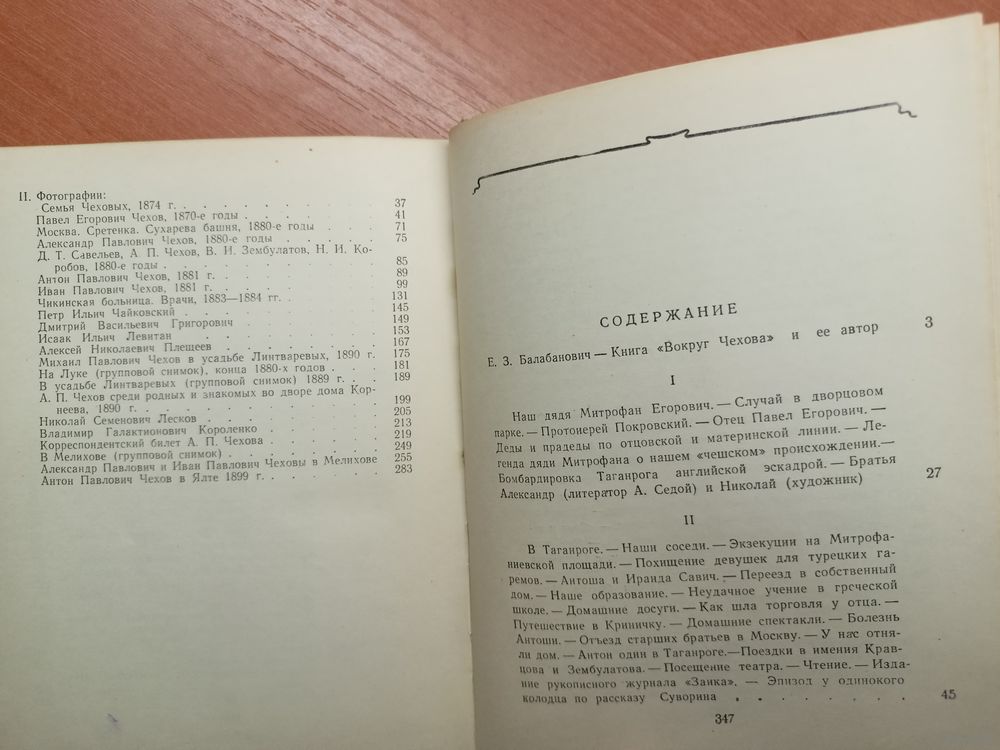 II. Фотографии:
Семья Чеховых, 1874 г. . . . . . . . . 37
Павел Егорович Чехов, 1870-е годы . . . . . . 41
Москва. Сретенка. Сухарева башня, 1880-е годы . . . 71
Александр Павлович Чехов, 1880-е годы . . . . . 75
Д. Т. Савельев, А. П. Чехов, В. И. Зембулатов, Н. И. Ко-
робов, 1880-е годы . . . . . . . . . 85
Антон Павлович Чехов, 1881 г. . . . . . . 89
Иван Павлович Чехов, 1881 г. . . . . . . 99
Чикинская больница. Врачи, 1883—1884 гг. . . . . 131
Петр Ильич Чайковский . . . . . . . . 145
Дмитрий Васильевич Григорович . . . . . . 149
Исаак Ильич Левитан . . . . . . . . 153
Алексей Николаевич Плещеев . . . . . . . 167
Михаил Павлович Чехов в усадьбе Линтваревых, 1890 г. 175
На Луке (групповой снимок), конца 1880-х годов . . . 181
В усадьбе Линтваревых (групповой снимок) 1889 г. . . 189
А. П. Чехов среди родных и знакомых во дворе дома Кор-
неева, 1890 г. . . . . . . . . . 199
Николай Семенович Лесков . . . . . . . 205
Владимир Галактионович Короленко . . . . . 213
Корреспондентский билет А. П. Чехова . . . . . 219
В Мелихове (групповой снимок) . . . . . . 249
Александр Павлович и Иван Павлович Чеховы в Мелихове 255
Антон Павлович Чехов в Ялте 1899 г. . . . . . 283
СОДЕРЖАНИЕ
Е. З. Балабанович — Книга «Вокруг Чехова» и ее автор 3
I
Наш дядя Митрофан Егорович. — Случай в дворцовом
парке. — Протоиерей Покровский. — Отец Павел Егорович. —
Деды и прадеды по отцовской и материнской линии. — Ле-
генда дяди Митрофана о нашем «чешском» происхождении.—
Бомбардировка Таганрога английской эскадрой. — Братья
Александр (литератор А. Седой) и Николай (художник) 27
II
В Таганроге. — Наши соседи. — Экзекуции на Митрофа-
ниевской площади. — Похищение девушек для турецких га-
ремов. — Антоша и Ираида Савич. — Переезд в собственный
дом. — Наше образование. — Неудачное учение в греческой
школе. — Домашние досуги. — Как шла торговля у отца. —
Путешествие в Криничку. — Домашние спектакли. — Болезнь
Антоши. — Отъезд старших братьев в Москву. — У нас отня-
ли дом. — Антон один в Таганроге.—Поездки в имения Крав-
цова и Зембулатова. — Посещение театра. — Чтение. — Изда-
ние рукописного журнала «Заика». — Эпизод у одинокого
колодца по рассказу Суворина . . . . . . . . 45
347